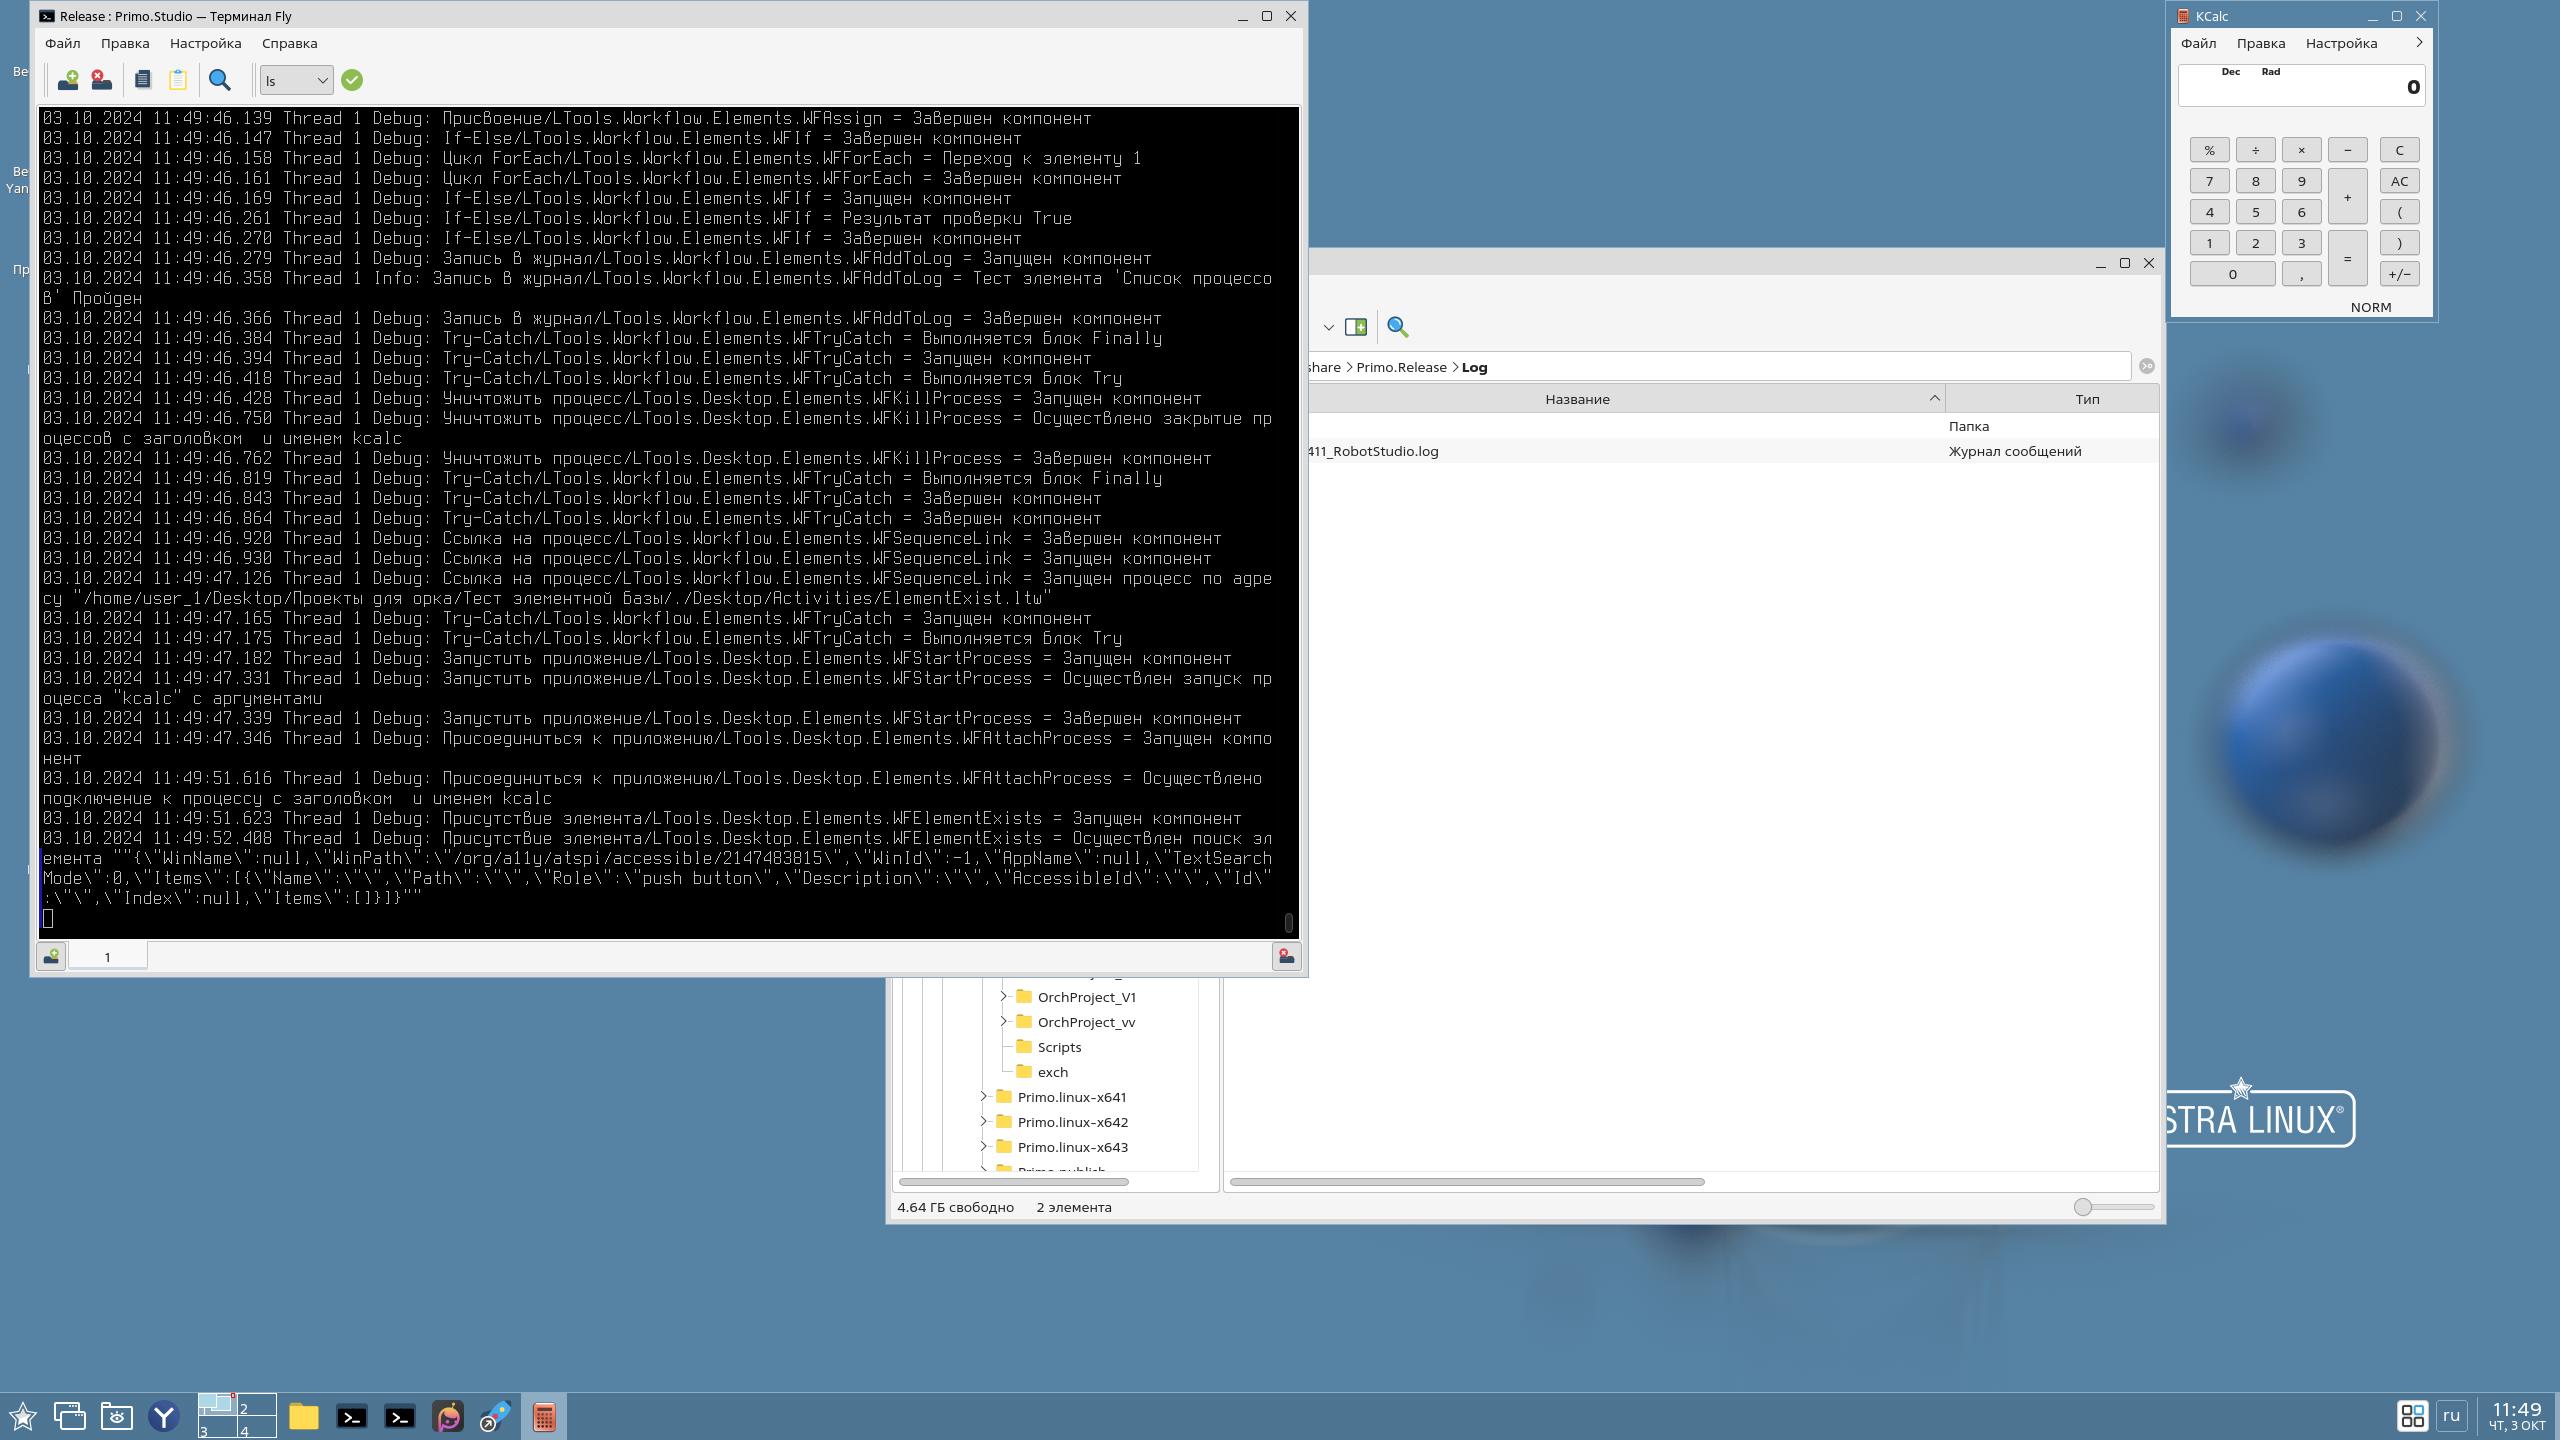 Release : Primo.Studio — Терминал Fly
Файл Правка Настройка Справка
ls
03.10.2024 11:49:46.139 Thread 1 Debug: Присвоение/LTools.Workflow.Elements.WFAssign = Завершен компонент
03.10.2024 11:49:46.147 Thread 1 Debug: If-Else/LTools.Workflow.Elements.WFIf = Завершен компонент
03.10.2024 11:49:46.158 Thread 1 Debug: Цикл ForEach/LTools.Workflow.Elements.WFForEach = Переход к элементу 1
03.10.2024 11:49:46.161 Thread 1 Debug: Цикл ForEach/LTools.Workflow.Elements.WFForEach = Завершен компонент
03.10.2024 11:49:46.169 Thread 1 Debug: If-Else/LTools.Workflow.Elements.WFIf = Запущен компонент
03.10.2024 11:49:46.261 Thread 1 Debug: If-Else/LTools.Workflow.Elements.WFIf = Результат проверки True
03.10.2024 11:49:46.270 Thread 1 Debug: If-Else/LTools.Workflow.Elements.WFIf = Завершен компонент
03.10.2024 11:49:46.279 Thread 1 Debug: Запись в журнал/LTools.Workflow.Elements.WFAddToLog = Запущен компонент
03.10.2024 11:49:46.358 Thread 1 Info: Запись в журнал/LTools.Workflow.Elements.WFAddToLog = Тест элемента 'Список процессо
в' Пройден
03.10.2024 11:49:46.366 Thread 1 Debug: Запись в журнал/LTools.Workflow.Elements.WFAddToLog = Завершен компонент
03.10.2024 11:49:46.384 Thread 1 Debug: Try-Catch/LTools.Workflow.Elements.WFTryCatch = Выполняется блок Finally
03.10.2024 11:49:46.394 Thread 1 Debug: Try-Catch/LTools.Workflow.Elements.WFTryCatch = Запущен компонент
03.10.2024 11:49:46.418 Thread 1 Debug: Try-Catch/LTools.Workflow.Elements.WFTryCatch = Выполняется блок Try
03.10.2024 11:49:46.428 Thread 1 Debug: Уничтожить процесс/LTools.Desktop.Elements.WFKillProcess = Запущен компонент
03.10.2024 11:49:46.750 Thread 1 Debug: Уничтожить процесс/LTools.Desktop.Elements.WFKillProcess = Осуществлено закрытие пр
оцессов с заголовком  и именем kcalc
03.10.2024 11:49:46.762 Thread 1 Debug: Уничтожить процесс/LTools.Desktop.Elements.WFKillProcess = Завершен компонент
03.10.2024 11:49:46.819 Thread 1 Debug: Try-Catch/LTools.Workflow.Elements.WFTryCatch = Выполняется блок Finally
03.10.2024 11:49:46.843 Thread 1 Debug: Try-Catch/LTools.Workflow.Elements.WFTryCatch = Завершен компонент
03.10.2024 11:49:46.864 Thread 1 Debug: Try-Catch/LTools.Workflow.Elements.WFTryCatch = Завершен компонент
03.10.2024 11:49:46.920 Thread 1 Debug: Ссылка на процесс/LTools.Workflow.Elements.WFSequenceLink = Завершен компонент
03.10.2024 11:49:46.930 Thread 1 Debug: Ссылка на процесс/LTools.Workflow.Elements.WFSequenceLink = Запущен компонент
03.10.2024 11:49:47.126 Thread 1 Debug: Ссылка на процесс/LTools.Workflow.Elements.WFSequenceLink = Запущен процесс по адре
су "/home/user_1/Desktop/Проекты для орка/Тест элементной базы/./Desktop/Activities/ElementExist.ltw"
03.10.2024 11:49:47.165 Thread 1 Debug: Try-Catch/LTools.Workflow.Elements.WFTryCatch = Запущен компонент
03.10.2024 11:49:47.175 Thread 1 Debug: Try-Catch/LTools.Workflow.Elements.WFTryCatch = Выполняется блок Try
03.10.2024 11:49:47.182 Thread 1 Debug: Запустить приложение/LTools.Desktop.Elements.WFStartProcess = Запущен компонент
03.10.2024 11:49:47.331 Thread 1 Debug: Запустить приложение/LTools.Desktop.Elements.WFStartProcess = Осуществлен запуск пр
оцесса "kcalc" с аргументами
03.10.2024 11:49:47.339 Thread 1 Debug: Запустить приложение/LTools.Desktop.Elements.WFStartProcess = Завершен компонент
03.10.2024 11:49:47.346 Thread 1 Debug: Присоединиться к приложению/LTools.Desktop.Elements.WFAttachProcess = Запущен компо
нент
03.10.2024 11:49:51.616 Thread 1 Debug: Присоединиться к приложению/LTools.Desktop.Elements.WFAttachProcess = Осуществлено
подключение к процессу с заголовком  и именем kcalc
03.10.2024 11:49:51.623 Thread 1 Debug: Присутствие элемента/LTools.Desktop.Elements.WFElementExists = Запущен компонент
03.10.2024 11:49:52.408 Thread 1 Debug: Присутствие элемента/LTools.Desktop.Elements.WFElementExists = Осуществлен поиск эл
емента ""{\"WinName\":null,\"WinPath\":\"/org/a11y/atspi/accessible/2147483815\",\"WinId\":-1,\"AppName\":null,\"TextSearch
Mode\":0,\"Items\":[{\"Name\":\"\",\"Path\":\"\",\"Role\":\"push button\",\"Description\":\"\",\"AccessibleId\":\"\",\"Id\"
:\"\",\"Index\":null,\"Items\":[]}]}""
1
KCalc
Файл Правка Настройка
Dec Rad
0
% ÷ × − C
7 8 9 + AC
4 5 6 (
1 2 3 = )
0 , +/−
NORM
share Primo.Release Log
Название Тип
Папка
411_RobotStudio.log Журнал сообщений
OrchProject_V1
OrchProject_vv
Scripts
exch
Primo.linux-x641
Primo.linux-x642
Primo.linux-x643
Primo.publish
4.64 ГБ свободно 2 элемента
Ве
Ве
Yan
Пр
STRA LINUX®
2
3 4
ru
11:49
ЧТ, 3 ОКТ